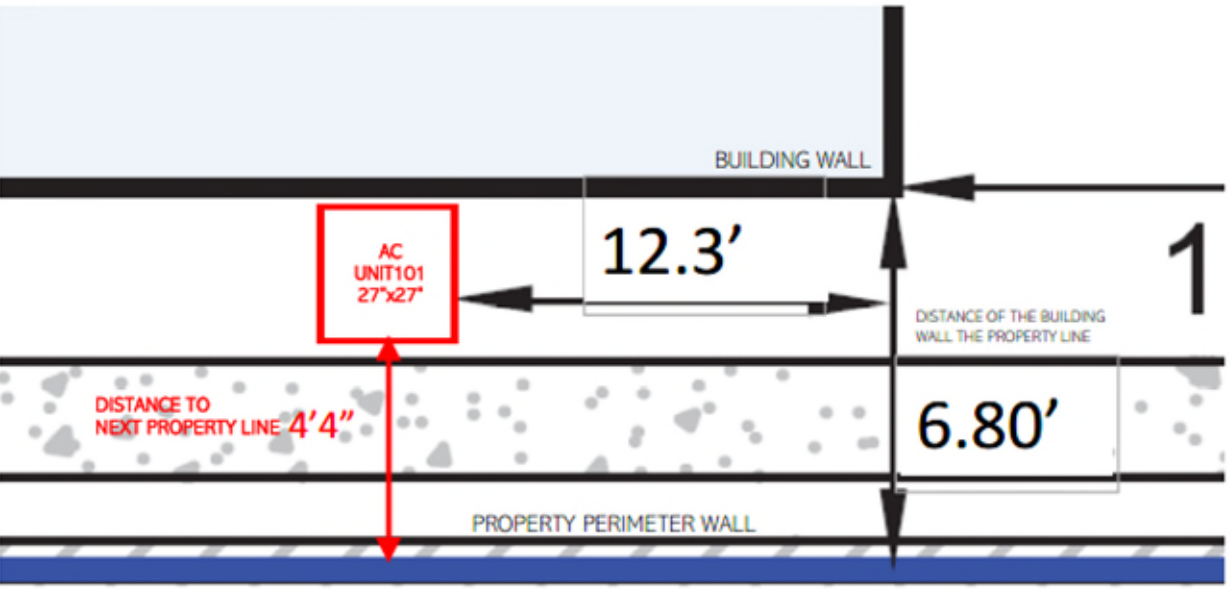 BUILDING WALL
AC
UNIT101
27"x27"
12.3’
1
DISTANCE OF THE BUILDING
WALL THE PROPERTY LINE
DISTANCE TO
NEXT PROPERTY LINE 4’4”
6.80’
PROPERTY PERIMETER WALL